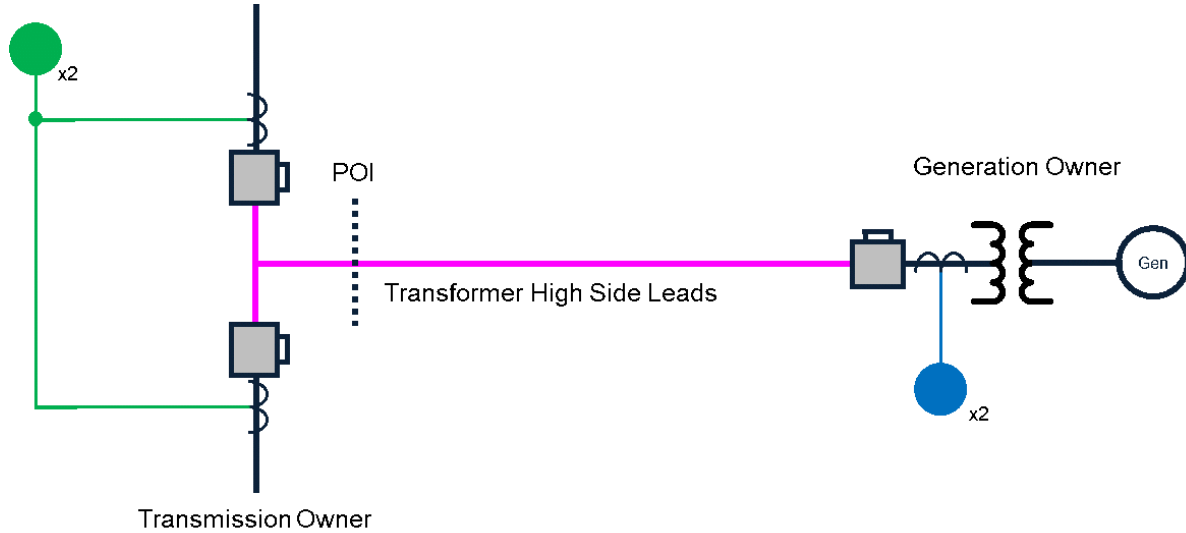 x2
POI
Generation Owner
Gen
Transformer High Side Leads
x2
Transmission Owner